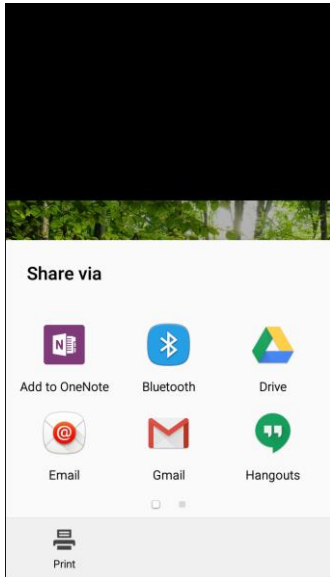 Share via
N
Add to OneNote Bluetooth Drive
@
Email Gmail Hangouts
Print